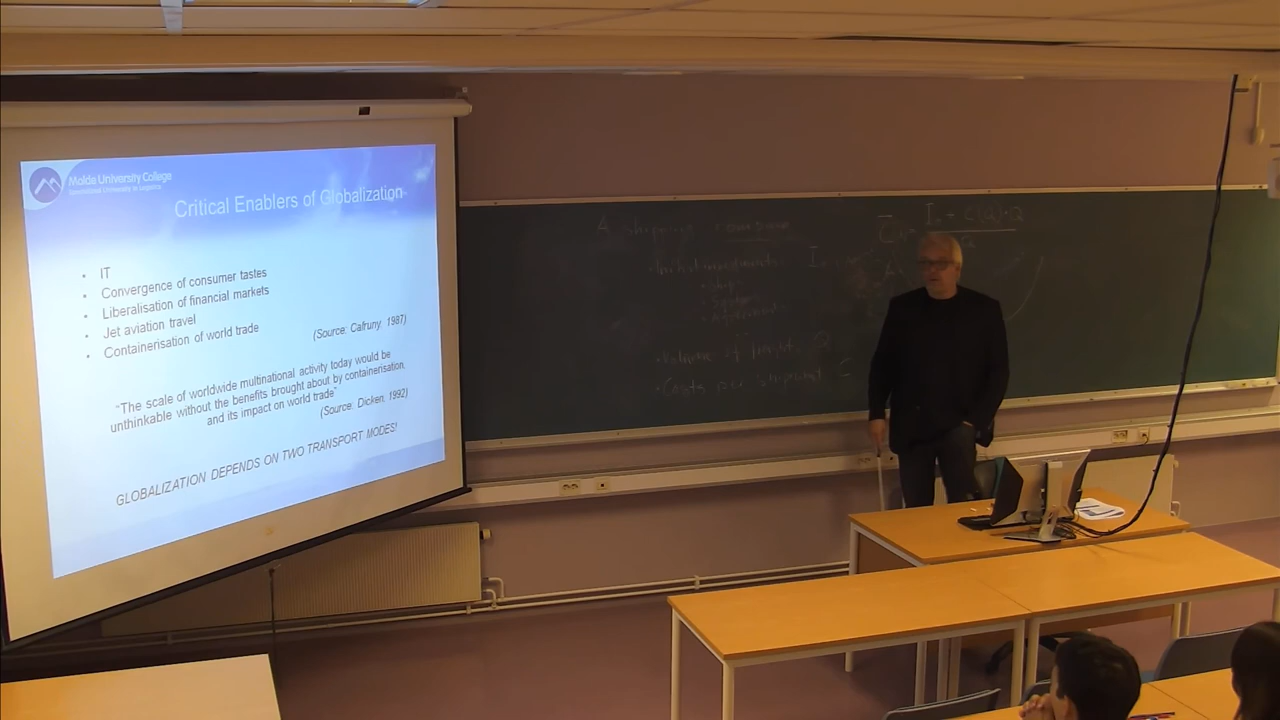 Molde University College
Specialized University in Logistics
Critical Enablers of Globalization
• IT
• Convergence of consumer tastes
• Liberalisation of financial markets
• Jet aviation travel
• Containerisation of world trade
(Source: Cafruny, 1987)
"The scale of worldwide multinational activity today would be
unthinkable without the benefits brought about by containerisation,
and its impact on world trade"
(Source: Dicken, 1992)
GLOBALIZATION DEPENDS ON TWO TRANSPORT MODES!
A Shipping
• Volume of
• Costs per shipment